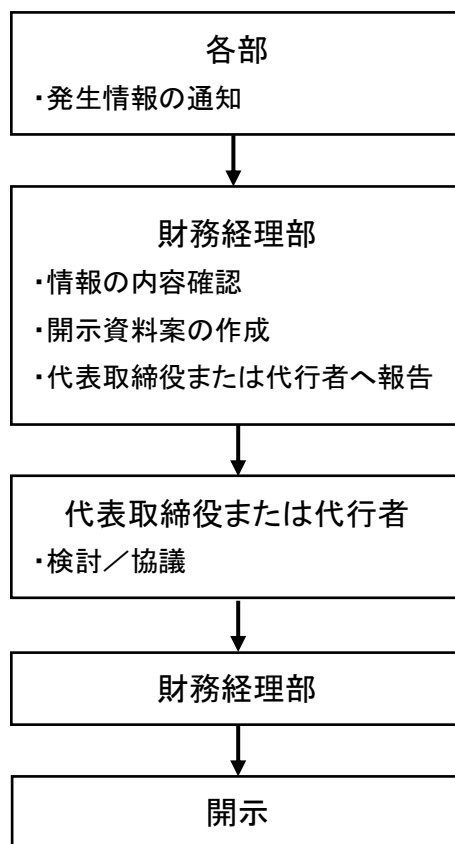 各部
・発生情報の通知
財務経理部
・情報の内容確認
・開示資料案の作成
・代表取締役または代行者へ報告
代表取締役または代行者
・検討／協議
財務経理部
開示